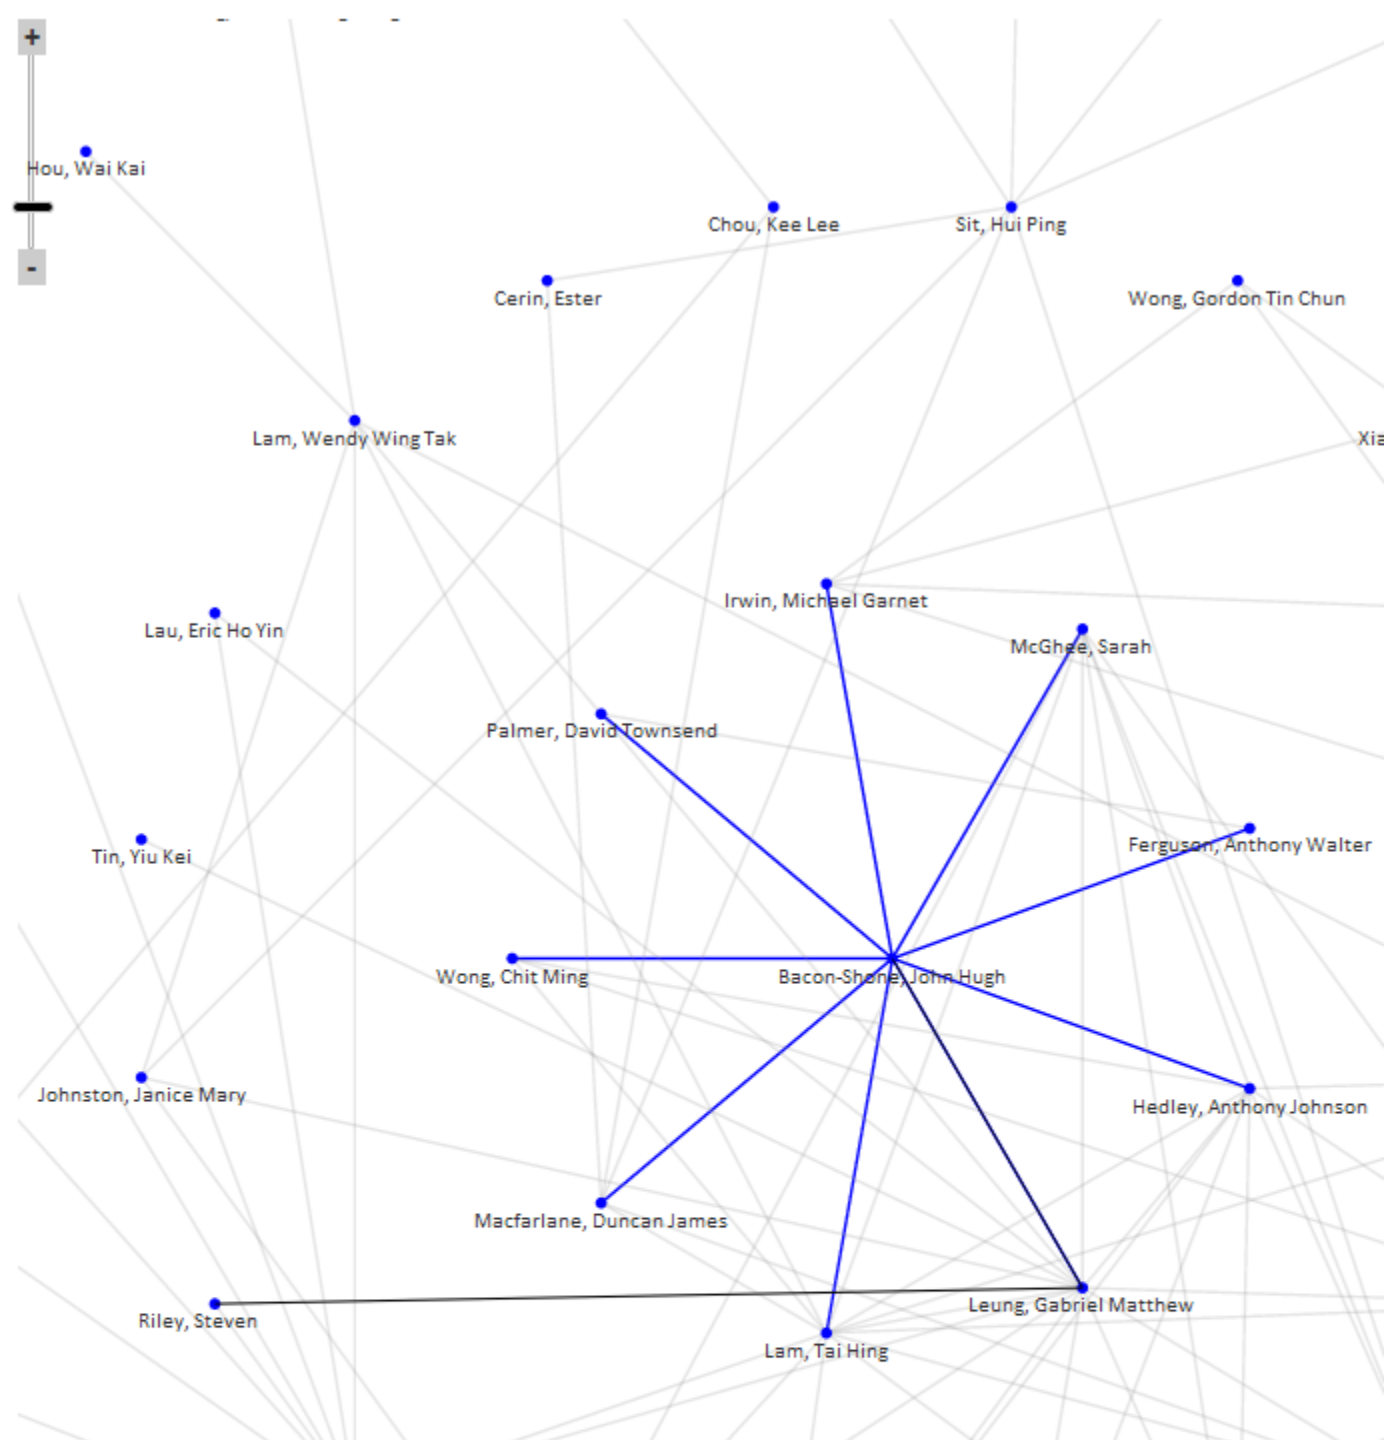 +
Hou, Wai Kai
-
Chou, Kee Lee
Sit, Hui Ping
Cerin, Ester
Wong, Gordon Tin Chun
Lam, Wendy Wing Tak
Irwin, Michael Garnet
Lau, Eric Ho Yin
McGhee, Sarah
Palmer, David Townsend
Ferguson, Anthony Walter
Tin, Yiu Kei
Wong, Chit Ming
Bacon-Shone, John Hugh
Johnston, Janice Mary
Hedley, Anthony Johnson
Macfarlane, Duncan James
Leung, Gabriel Matthew
Riley, Steven
Lam, Tai Hing